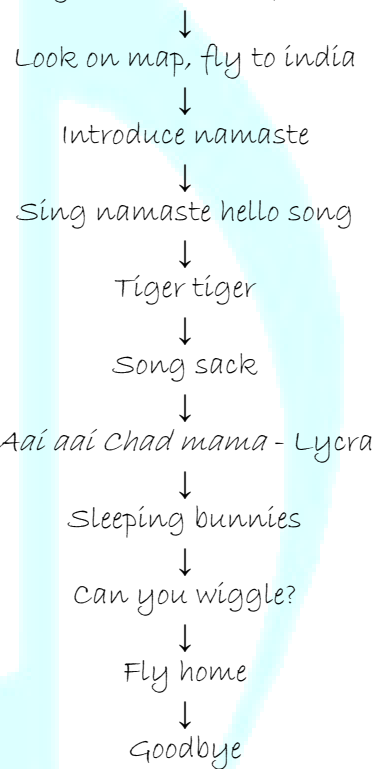 ↓
Look on map, fly to india
↓
Introduce namaste
↓
Sing namaste hello song
↓
Tiger tiger
↓
Song sack
↓
Aai aai Chad mama - Lycra
↓
Sleeping bunnies
↓
Can you wiggle?
↓
Fly home
↓
Goodbye